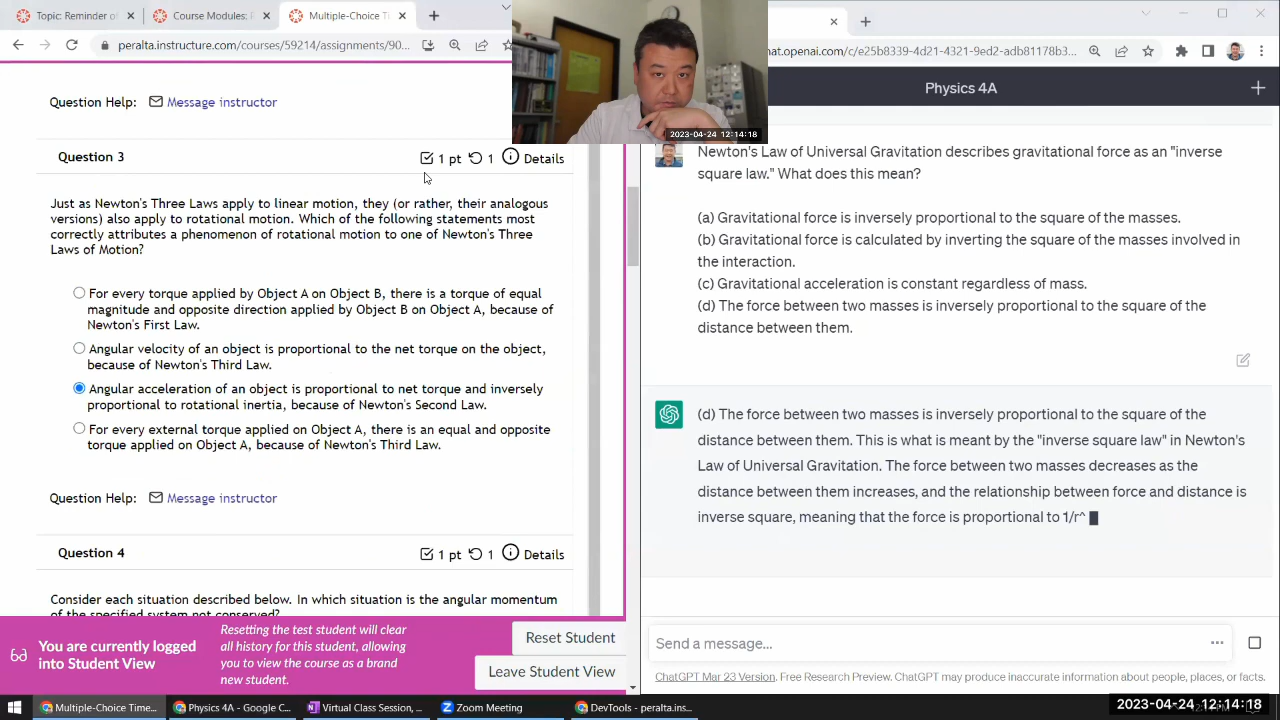 Topic Review of Cond
Course Modules: F
Multiple-Choice T
peralta.instructure.com/courses/59214/assignments/90...
hat.openai.com/c/e25b8339-4d21-4321-9ed2-adb81178b3...
2023-04-24 12:14:18
Physics 4A
Question Help: Message instructor
Question 3
1 pt 1 Details
Just as Newton's Three Laws apply to linear motion, they (or rather, their analogous
versions) also apply to rotational motion. Which of the following statements most
correctly attributes a phenomenon of rotational motion to one of Newton's Three
Laws of Motion?
For every torque applied by Object A on Object B, there is a torque of equal
magnitude and opposite direction applied by Object B on Object A, because of
Newton's First Law.
Angular velocity of an object is proportional to the net torque on the object,
because of Newton's Third Law.
Angular acceleration of an object is proportional to net torque and inversely
proportional to rotational inertia, because of Newton's Second Law.
For every external torque applied on Object A, there is an equal and opposite
torque applied on Object A, because of Newton's Third Law.
Question Help: Message instructor
Question 4
1 pt 1 Details
Consider each situation described below. In which situation is the angular momentum
of the specified system not conserved?
You are currently logged
into Student View
Resetting the test student will clear
all history for this student, allowing
you to view the course as a brand
new student.
Reset Student
Leave Student View
Newton's Law of Universal Gravitation describes gravitational force as an "inverse
square law." What does this mean?
(a) Gravitational force is inversely proportional to the square of the masses.
(b) Gravitational force is calculated by inverting the square of the masses involved in
the interaction.
(c) Gravitational acceleration is constant regardless of mass.
(d) The force between two masses is inversely proportional to the square of the
distance between them.
(d) The force between two masses is inversely proportional to the square of the
distance between them. This is what is meant by the "inverse square law" in Newton's
Law of Universal Gravitation. The force between two masses decreases as the
distance between them increases, and the relationship between force and distance is
inverse square, meaning that the force is proportional to 1/r^
Send a message...
ChatGPT Mar 23 Version. Free Research Preview. ChatGPT may produce inaccurate information about people, places, or facts.
Multiple-Choice Time...
Physics 4A - Google C...
Virtual Class Session, ...
Zoom Meeting
DevTools - peralta.ins...
2023-04-24 12:14:18